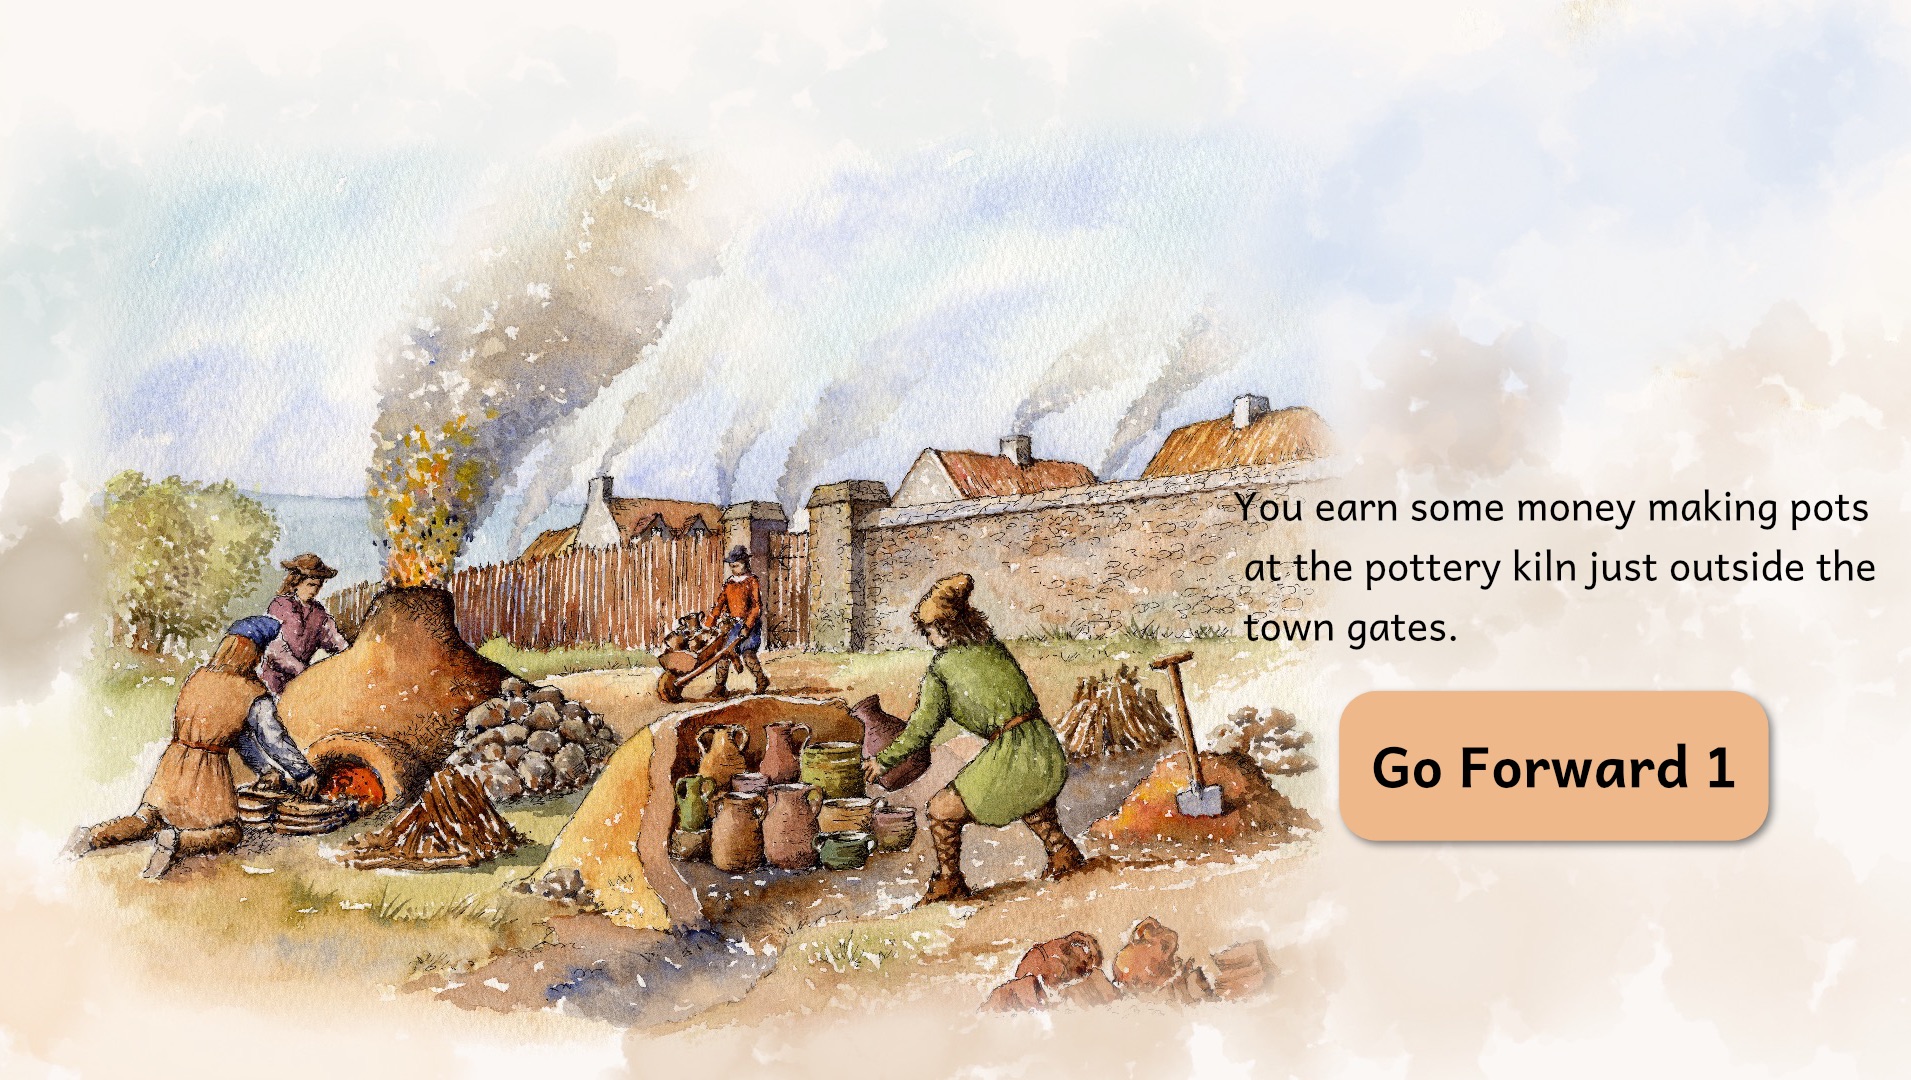 You earn some money making pots
at the pottery kiln just outside the
town gates.
Go Forward 1